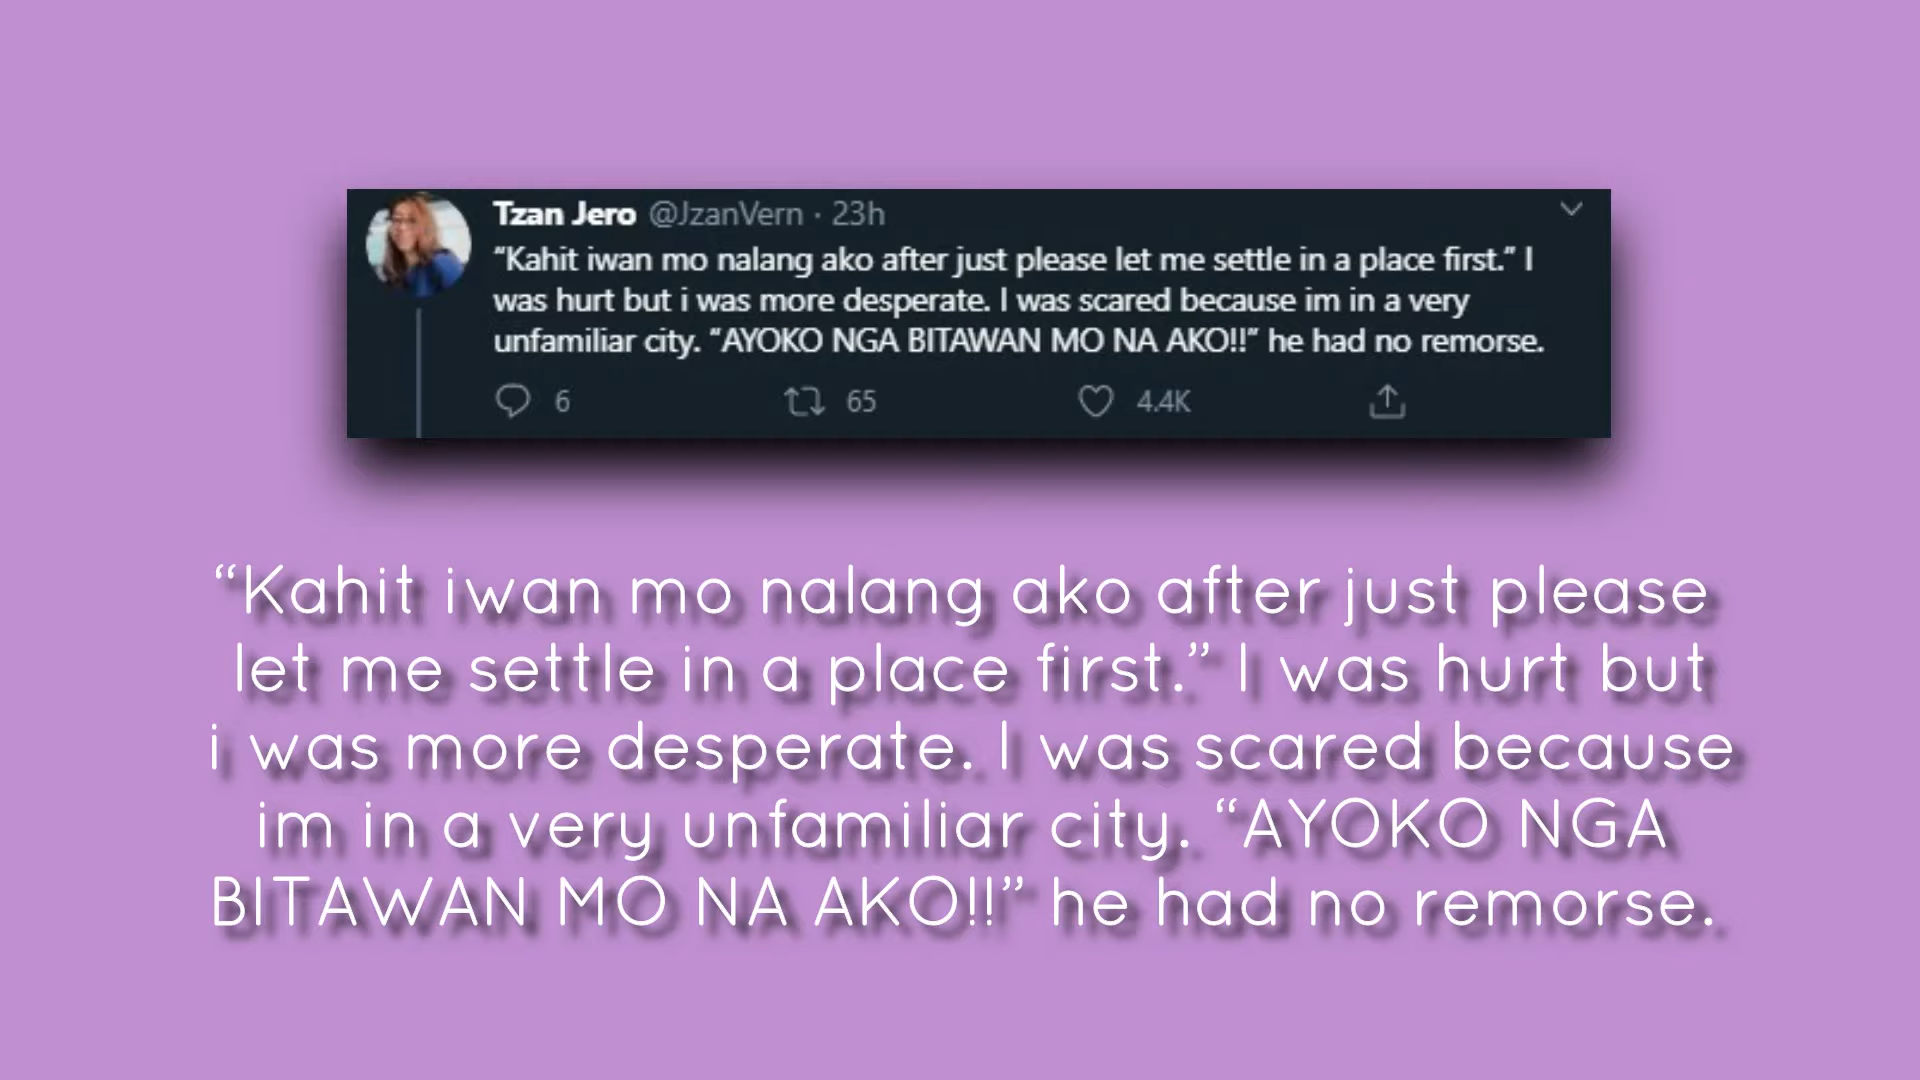 Tzan Jero @JzanVern · 23h
“Kahit iwan mo nalang ako after just please let me settle in a place first.” I
was hurt but i was more desperate. I was scared because im in a very
unfamiliar city. “AYOKO NGA BITAWAN MO NA AKO!!” he had no remorse.
6 65 4.4K
“Kahit iwan mo nalang ako after just please
let me settle in a place first.” I was hurt but
i was more desperate. I was scared because
im in a very unfamiliar city. “AYOKO NGA
BITAWAN MO NA AKO!!” he had no remorse.